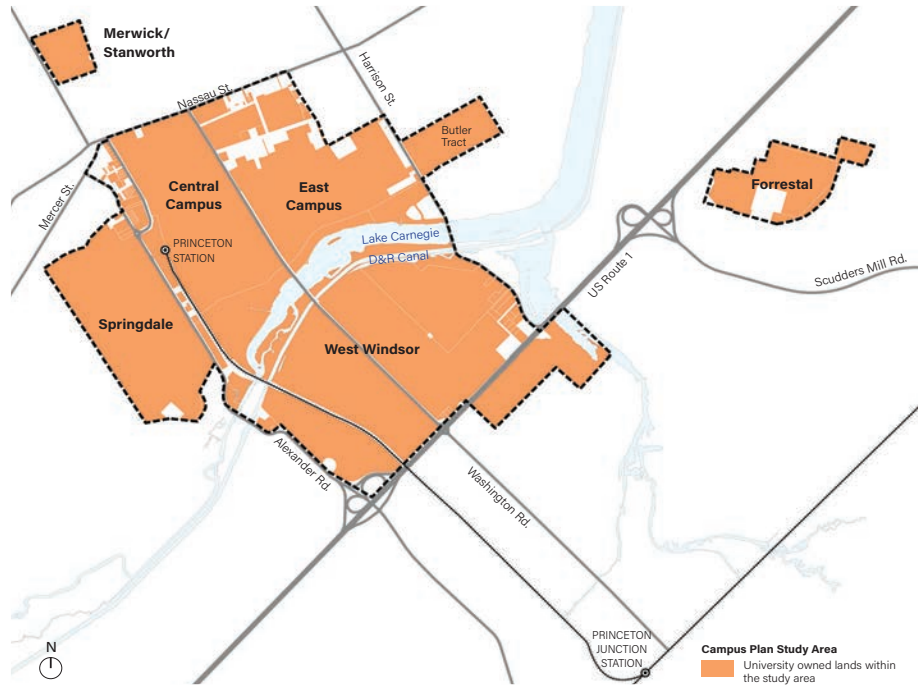 Merwick/
Stanworth
Nassau St.
Harrison St.
Butler
Tract
Mercer St.
Central
Campus
East
Campus
Forrestal
PRINCETON
STATION
Lake Carnegie
D&R Canal
US Route 1
Scudders Mill Rd.
Springdale
West Windsor
Alexander Rd.
Washington Rd.
PRINCETON
JUNCTION
STATION
N
Campus Plan Study Area
University owned lands within
the study area